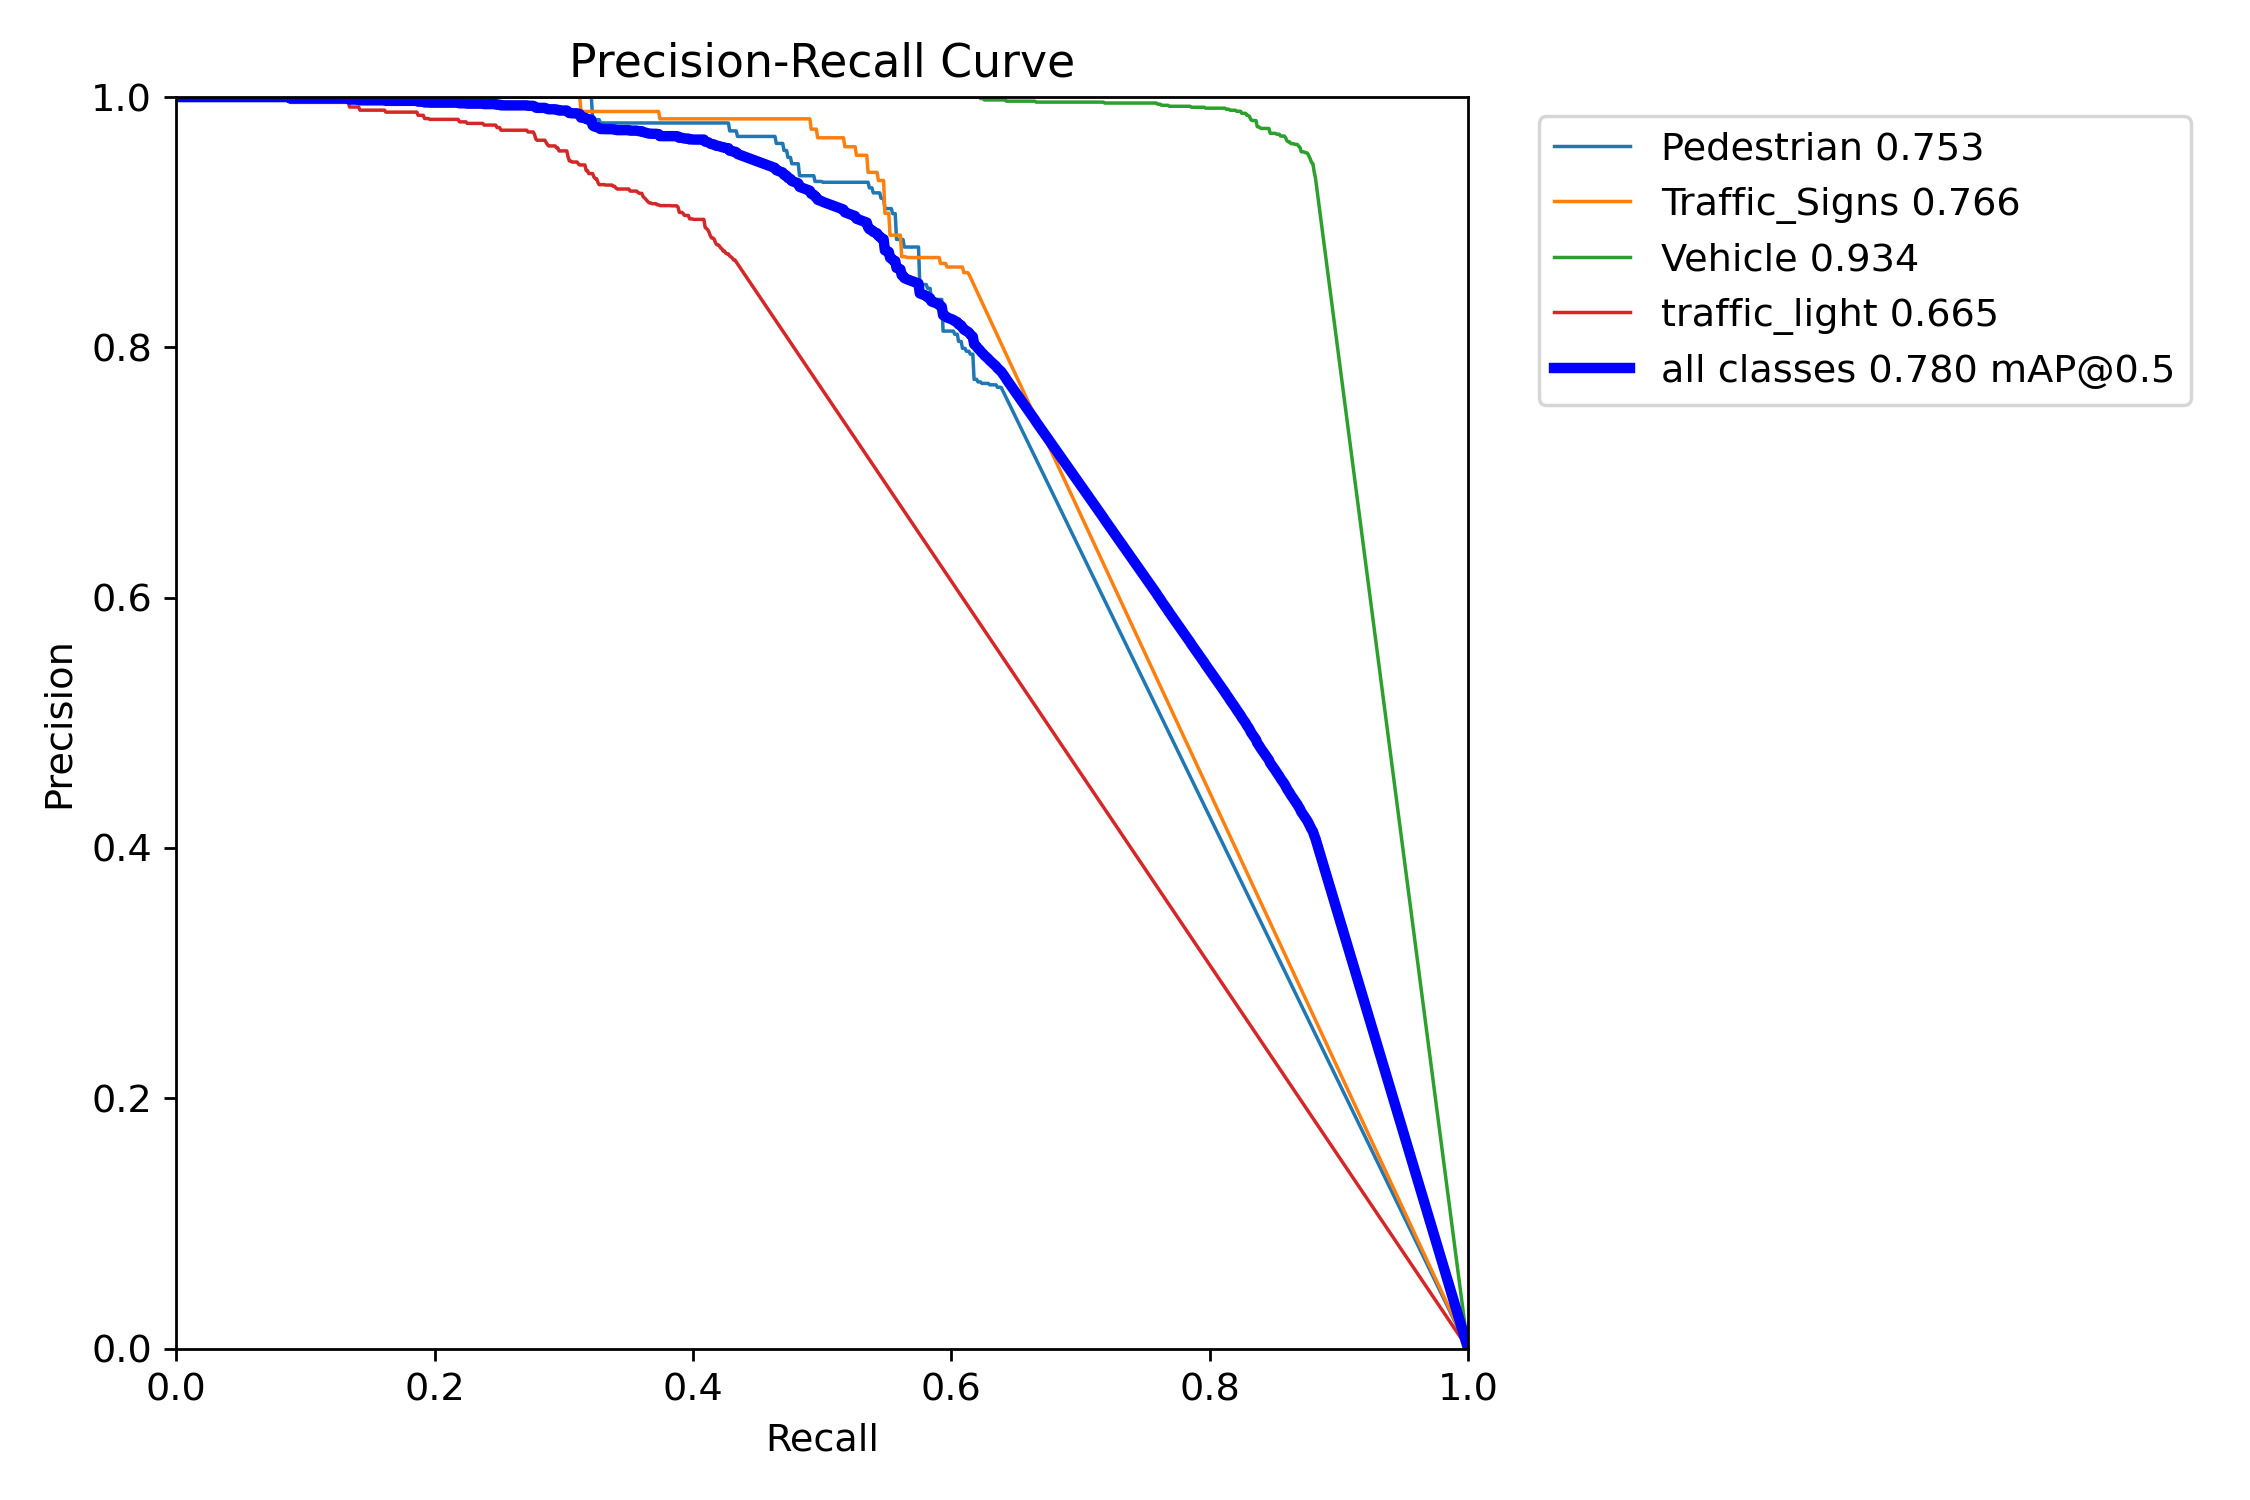 Precision-Recall Curve
1.0
0.8
0.6
0.4
0.2
0.0
Precision
0.0 0.2 0.4 0.6 0.8 1.0
Recall
Pedestrian 0.753
Traffic_Signs 0.766
Vehicle 0.934
traffic_light 0.665
all classes 0.780 mAP@0.5